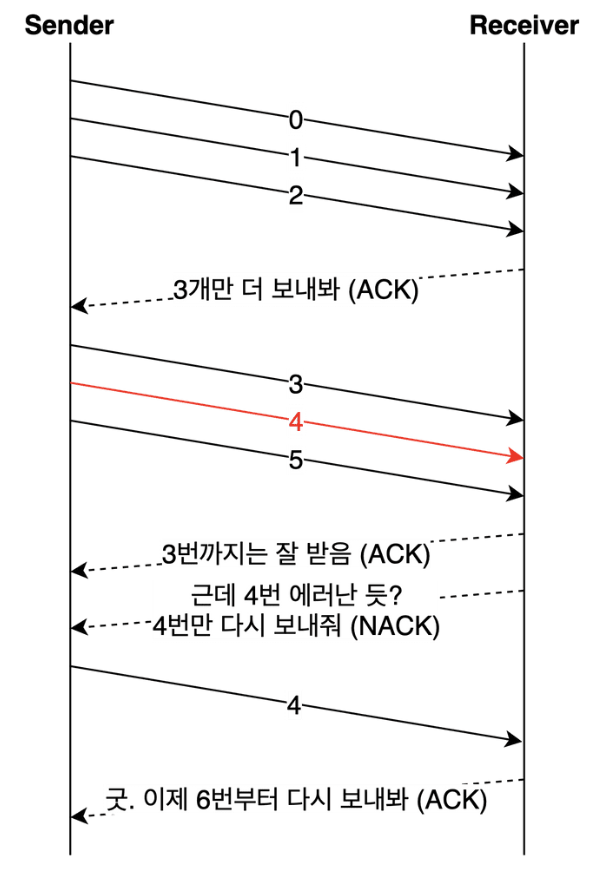 Sender
Receiver
0
1
2
3개만 더 보내봐 (ACK)
3
4
5
3번까지는 잘 받음 (ACK)
근데 4번 에러난 듯?
4번만 다시 보내줘 (NACK)
4
굿. 이제 6번부터 다시 보내봐 (ACK)